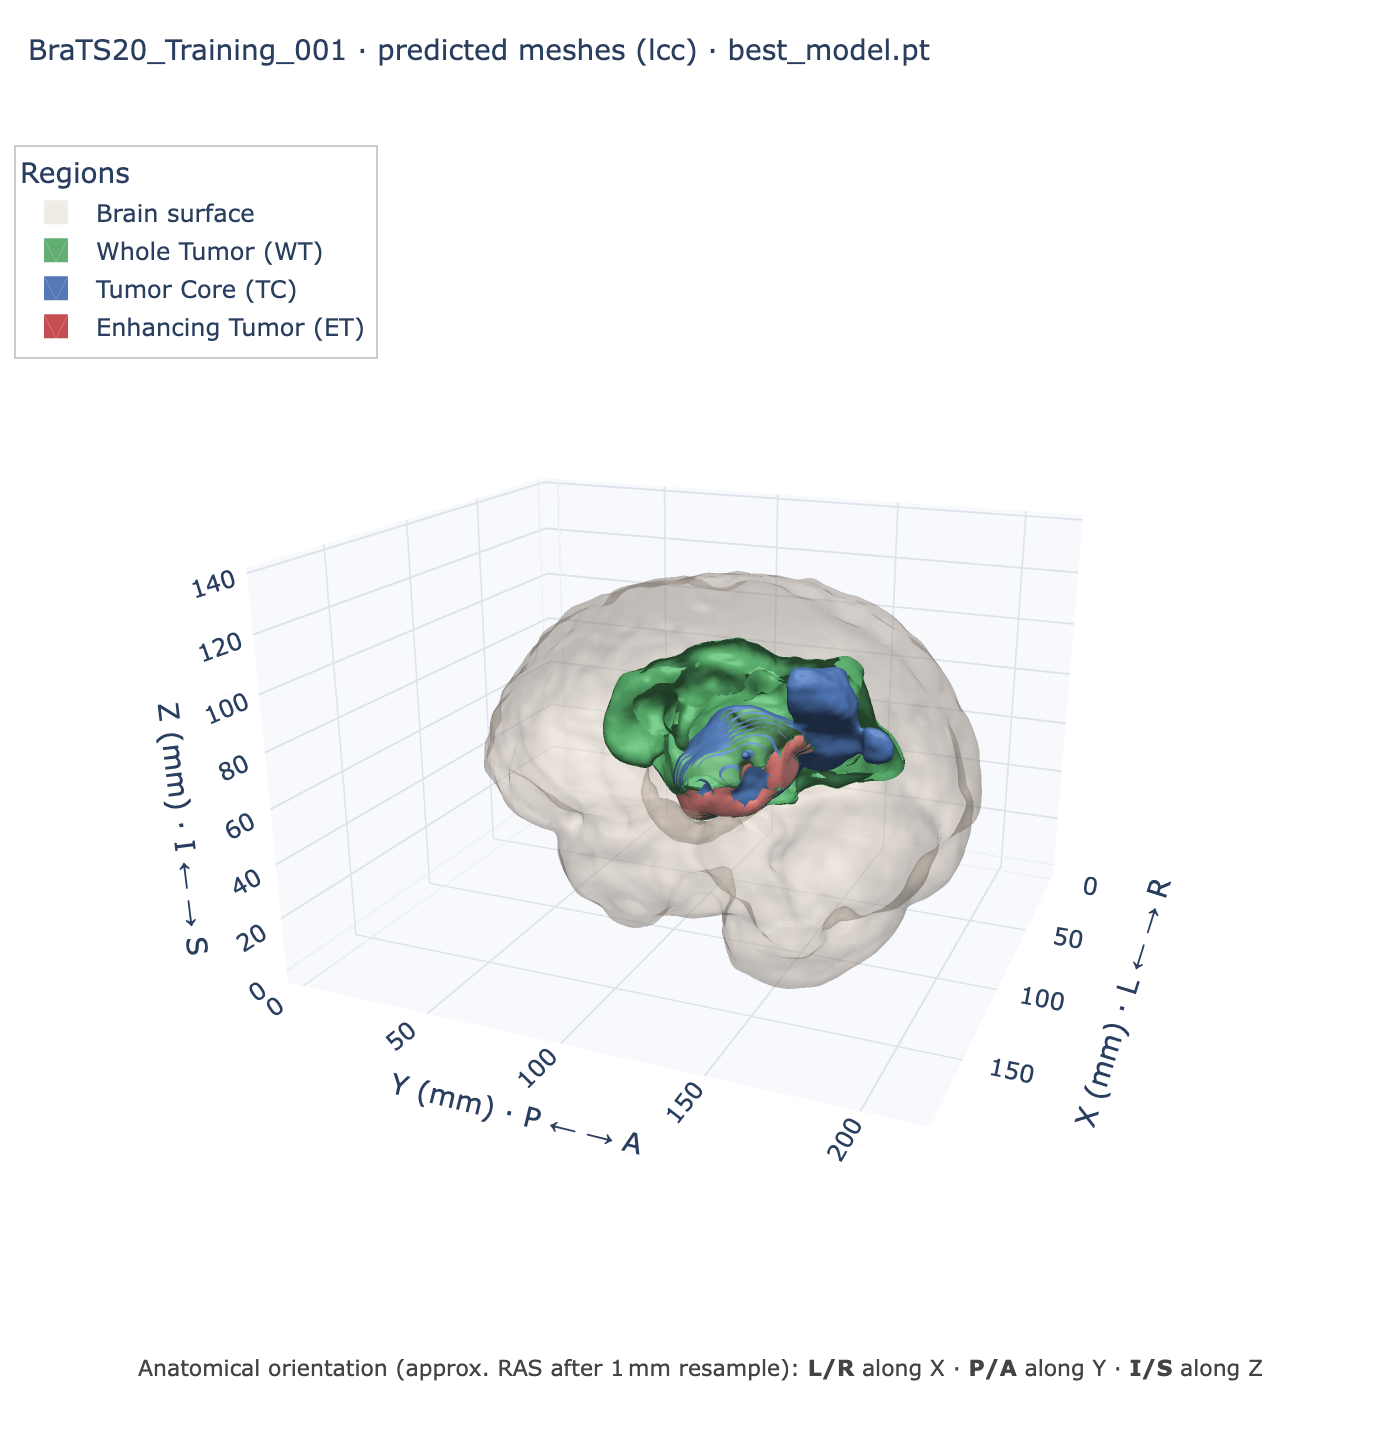 BraTS20_Training_001 · predicted meshes (lcc) · best_model.pt
Regions
Brain surface
Whole Tumor (WT)
Tumor Core (TC)
Enhancing Tumor (ET)
140
120
100
80
60
40
20
0
Z (mm) · I ← → S
0
50
100
150
200
Y (mm) · P ← → A
0
50
100
150
X (mm) · L ← → R
Anatomical orientation (approx. RAS after 1 mm resample): L/R along X · P/A along Y · I/S along Z